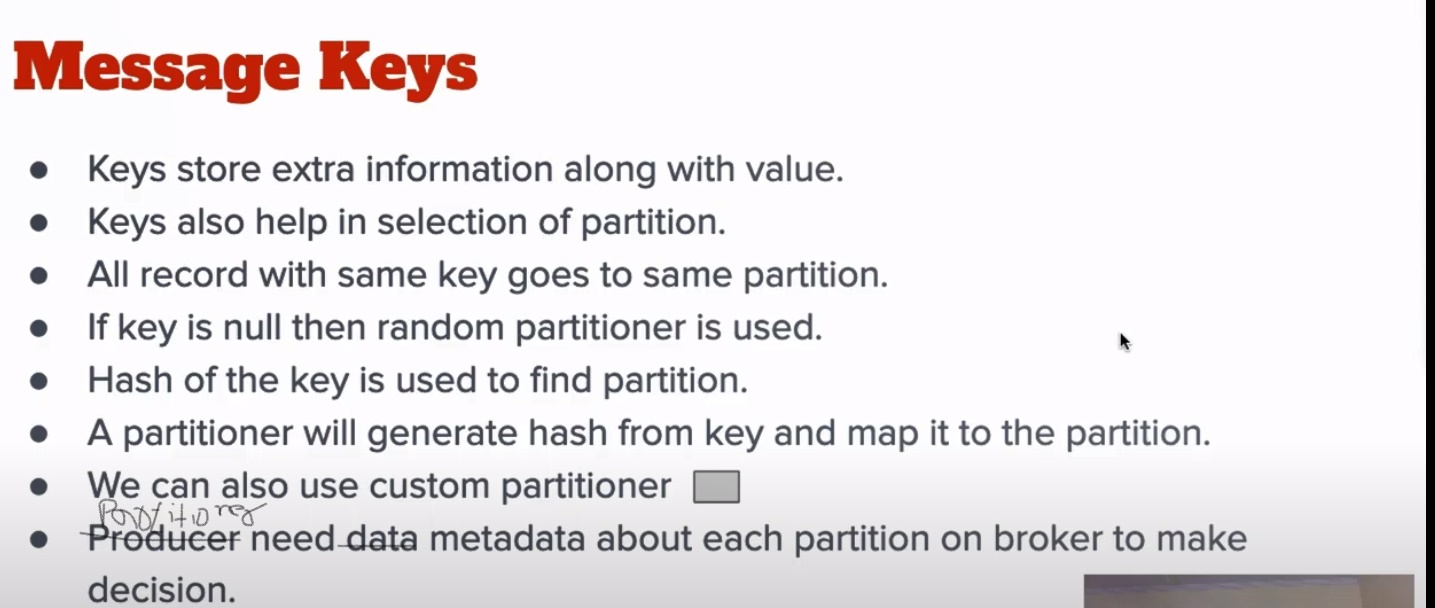 Message Keys
● Keys store extra information along with value.
● Keys also help in selection of partition.
● All record with same key goes to same partition.
● If key is null then random partitioner is used.
● Hash of the key is used to find partition.
● A partitioner will generate hash from key and map it to the partition.
● We can also use custom partitioner
Partitioner
● Producer need data metadata about each partition on broker to make
decision.